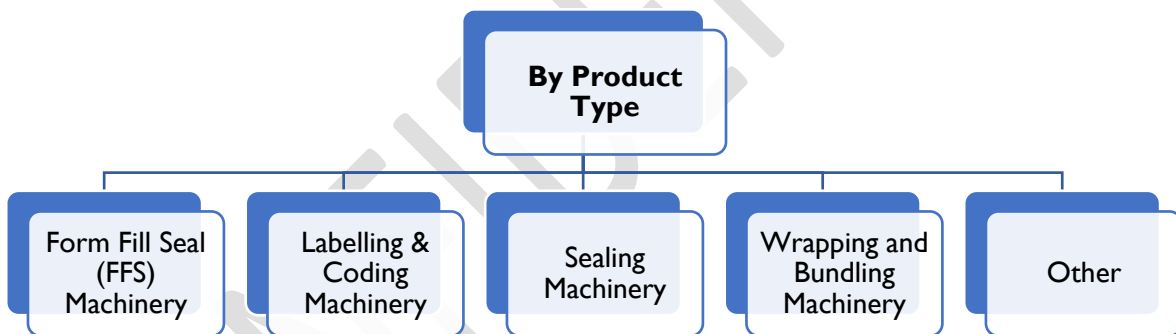 By Product
Type
Form Fill Seal
(FFS)
Machinery
Labelling &
Coding
Machinery
Sealing
Machinery
Wrapping and
Bundling
Machinery
Other